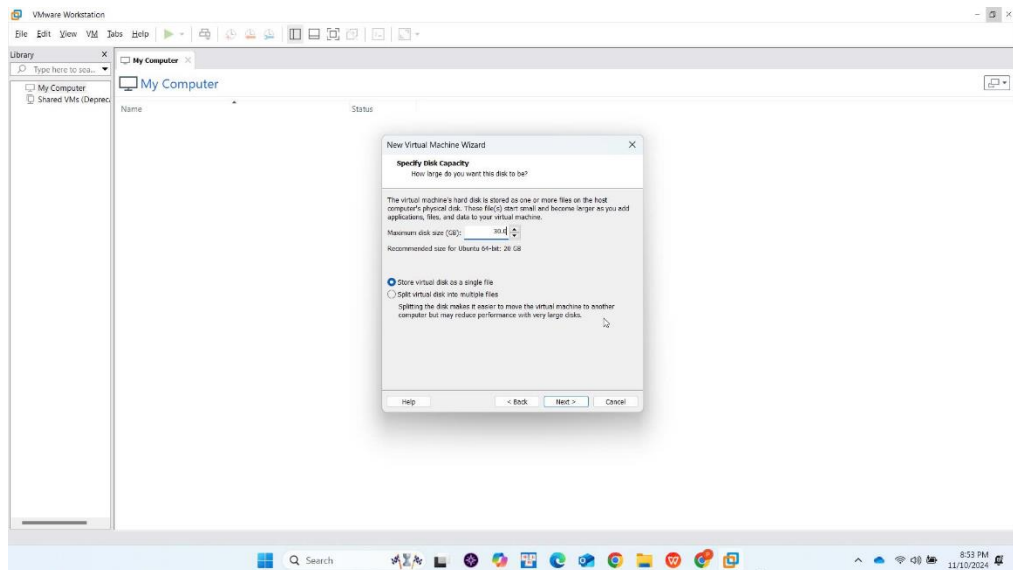 VMware Workstation
File Edit View VM Tabs Help
Library X
My Computer
Type here to sea...
My Computer
My Computer
Shared VMs (Deprec
Name Status
New Virtual Machine Wizard
Specify Disk Capacity
How large do you want this disk to be?
The virtual machine's hard disk is stored as one or more files on the host
computer's physical disk. These file(s) start small and become larger as you add
applications, files, and data to your virtual machine.
Maximum disk size (GB): 30.0
Recommended size for Ubuntu 64-bit: 20 GB
Store virtual disk as a single file
Split virtual disk into multiple files
Splitting the disk makes it easier to move the virtual machine to another
computer but may reduce performance with very large disks.
Help < Back Next > Cancel
Search
8:53 PM
11/10/2024